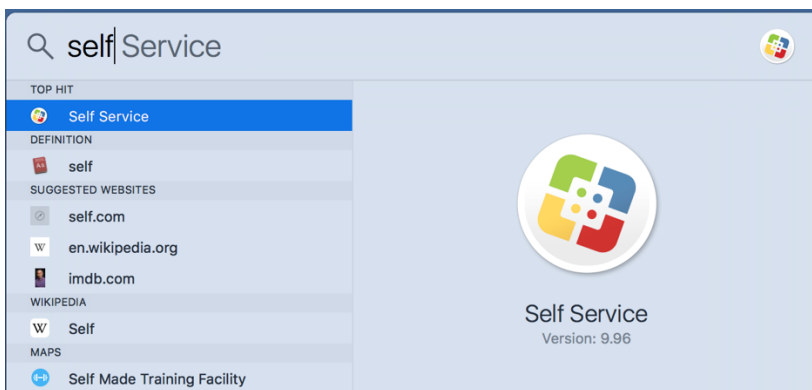 self Service
TOP HIT
Self Service
DEFINITION
self
SUGGESTED WEBSITES
self.com
en.wikipedia.org
imdb.com
WIKIPEDIA
Self
MAPS
Self Made Training Facility
Self Service
Version: 9.96